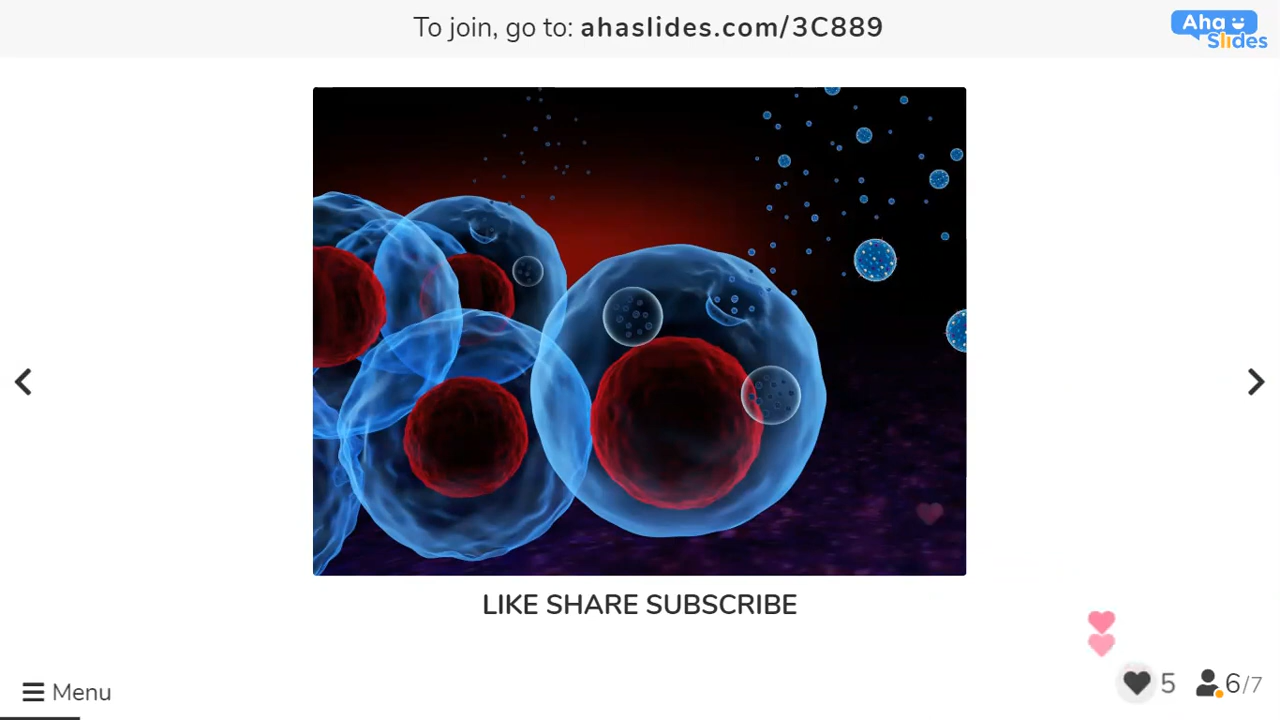 To join, go to: ahaslides.com/3C889
Aha
Slides
LIKE SHARE SUBSCRIBE
Menu
5
6/7